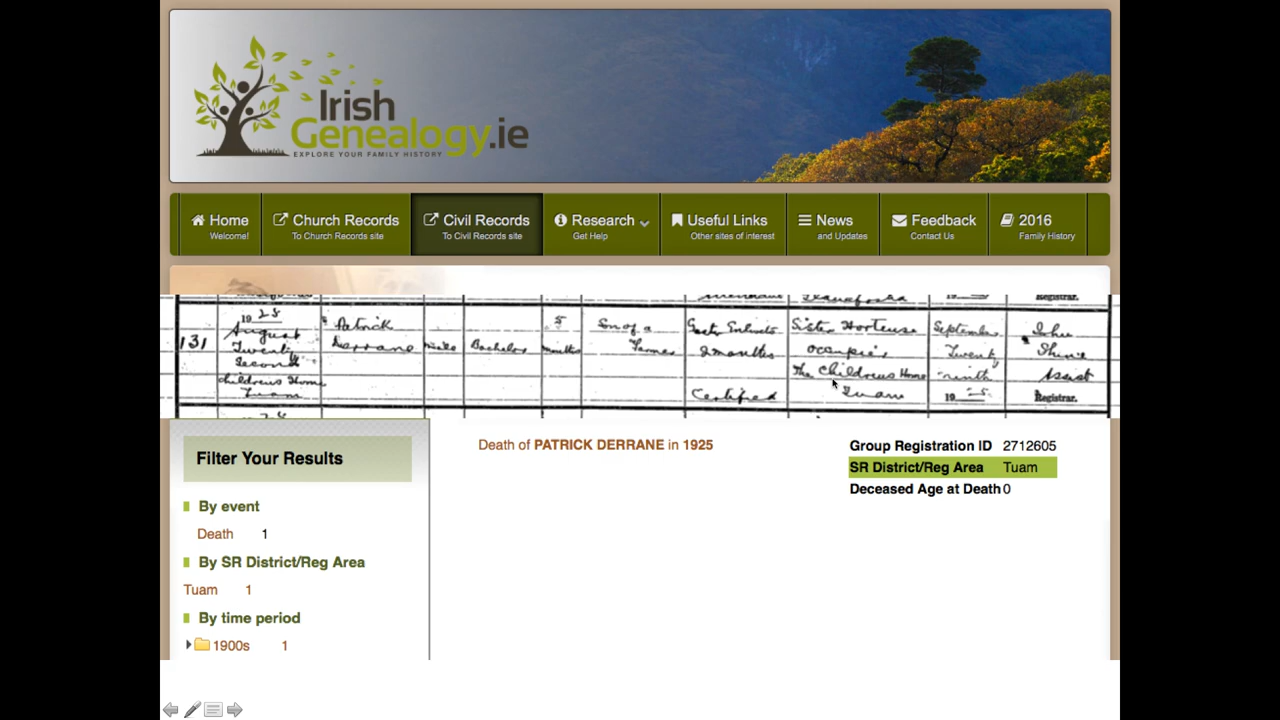 Irish
Genealogy.ie
EXPLORE YOUR FAMILY HISTORY
Home
Welcome!
Church Records
To Church Records site
Civil Records
To Civil Records site
Research
Get Help
Useful Links
Other sites of interest
News
and Updates
Feedback
Contact Us
2016
Family History
Registrar.
131
August
Twenty
Second
Childrens Home
Tuam
Patrick
Derrane
Bachelor
5
months
Son of a
Farmer
2 months
Certified
Sister Hortense
occupier
The Childrens Home
Tuam
September
Twenty
ninth
19
Assist
Registrar.
Filter Your Results
By event
Death 1
By SR District/Reg Area
Tuam 1
By time period
1900s 1
Death of PATRICK DERRANE in 1925
Group Registration ID 2712605
SR District/Reg Area Tuam
Deceased Age at Death 0